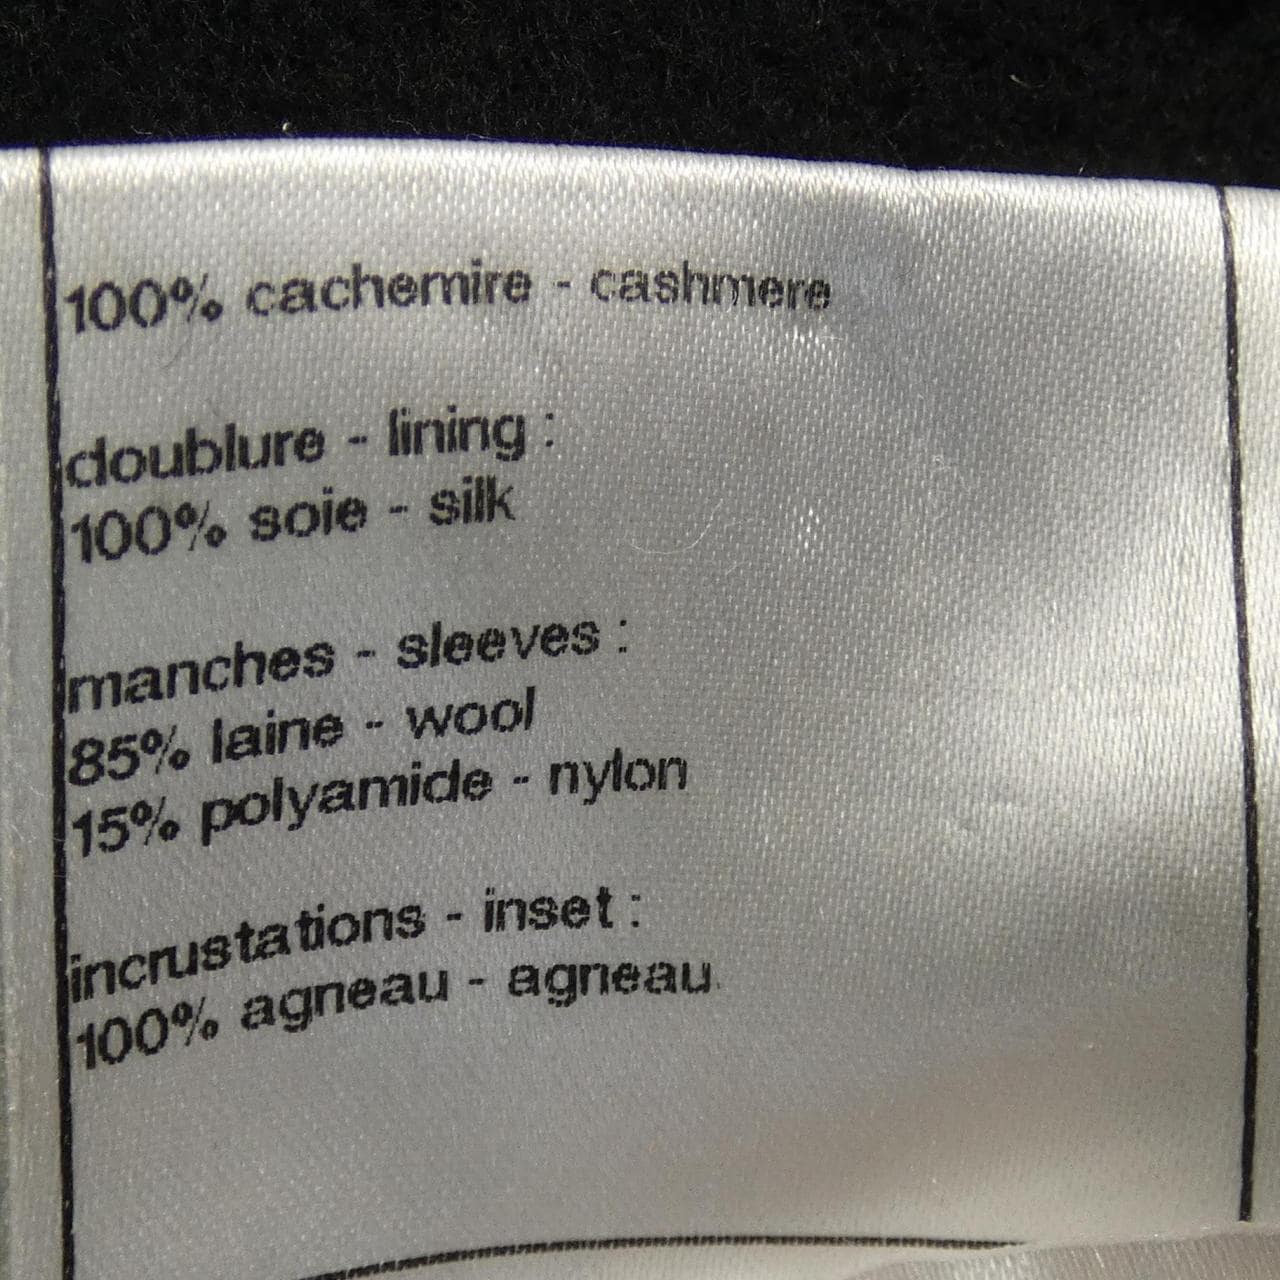 100% cachemire - cashmere
doublure - lining :
100% soie - silk
manches - sleeves :
85% laine - wool
15% polyamide - nylon
incrustations - inset :
100% agneau - agneau